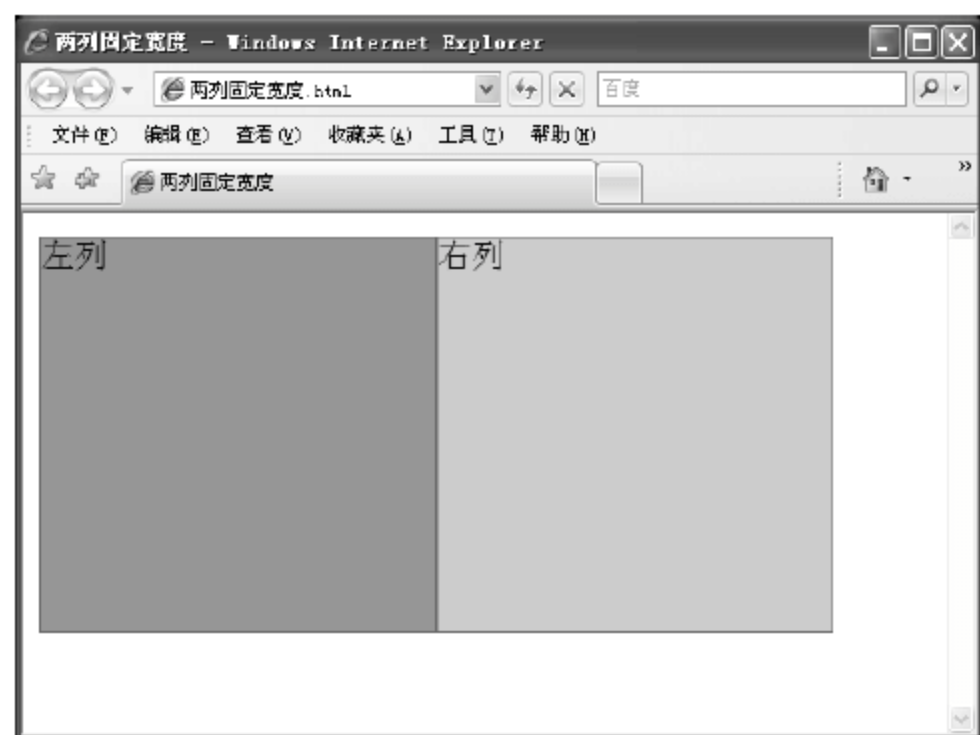 两列固定宽度 - Windows Internet Explorer
两列固定宽度.html
百度
文件(F) 编辑(E) 查看(V) 收藏夹(A) 工具(T) 帮助(H)
两列固定宽度
»
左列 右列